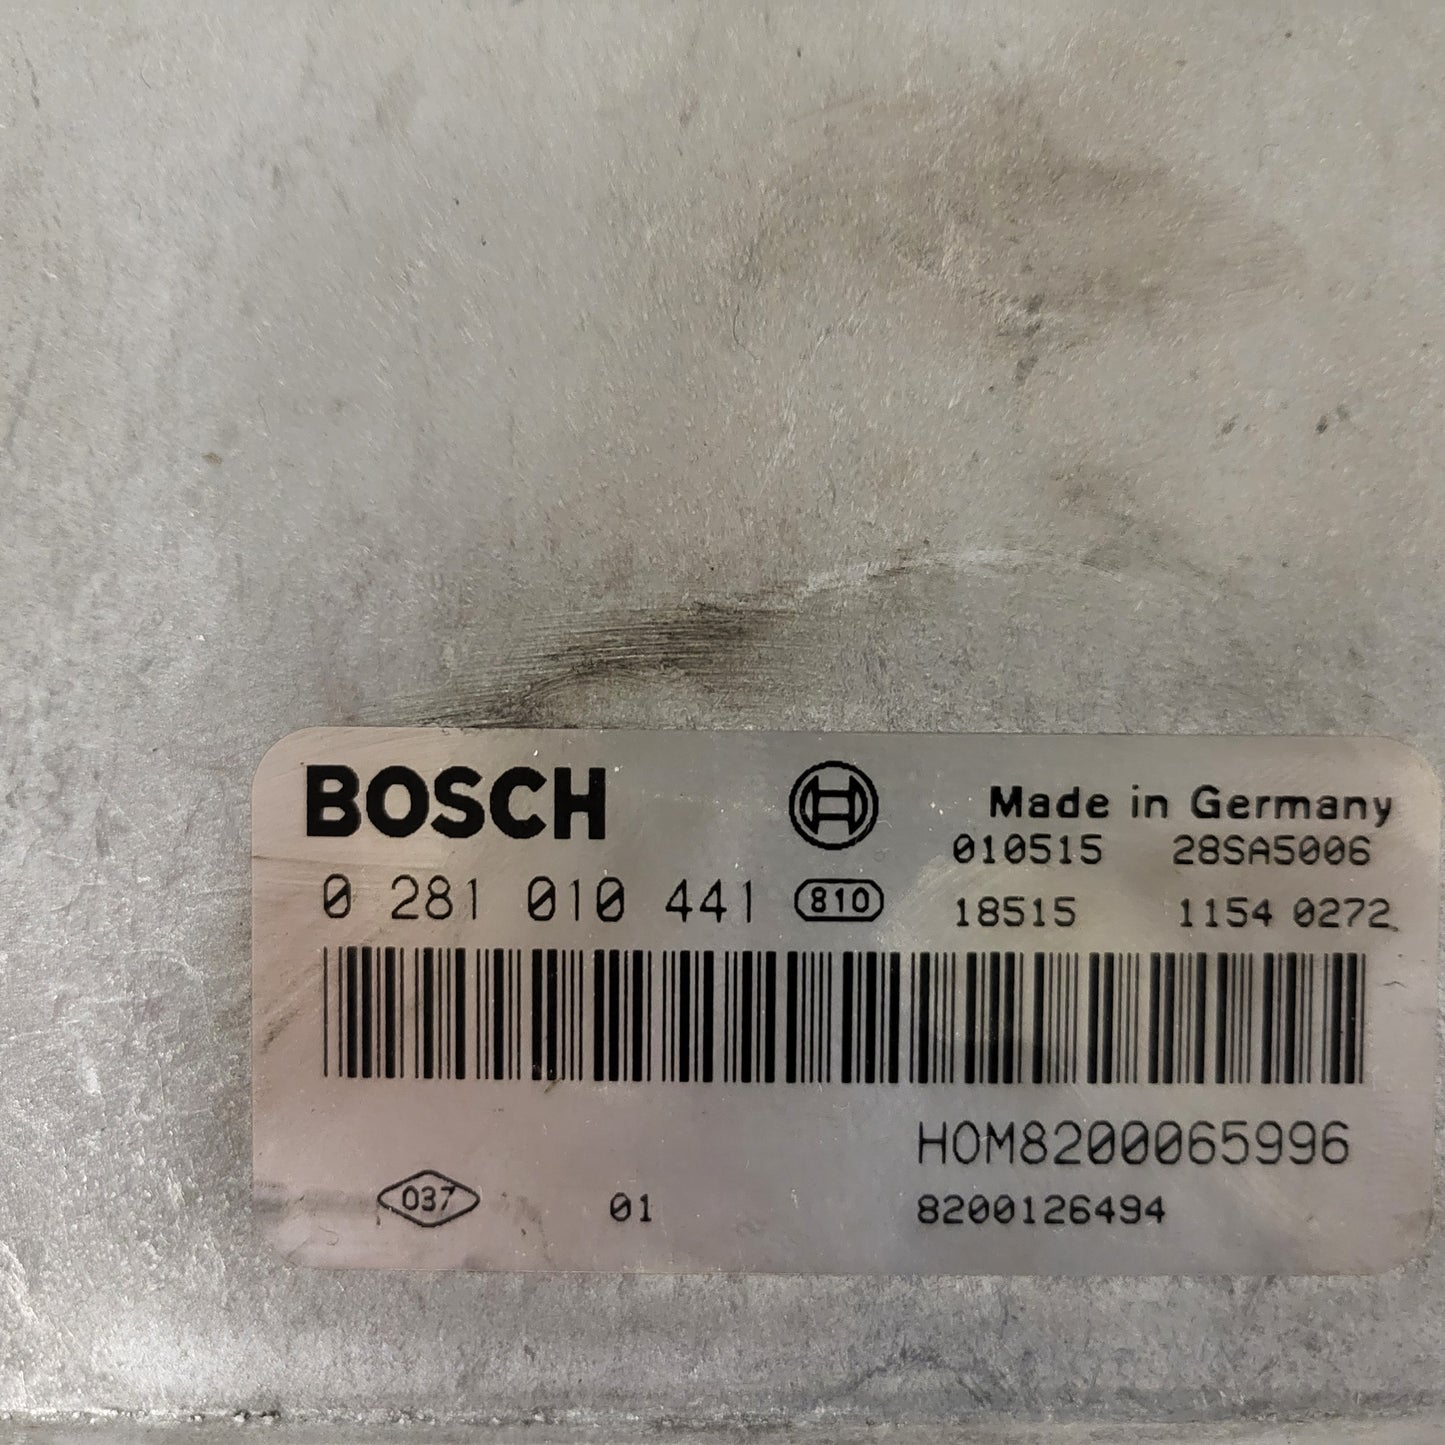 BOSCH
Made in Germany
010515 28SA5006
0 281 010 441 810
18515 1154 0272
HOM8200065996
037 01 8200126494